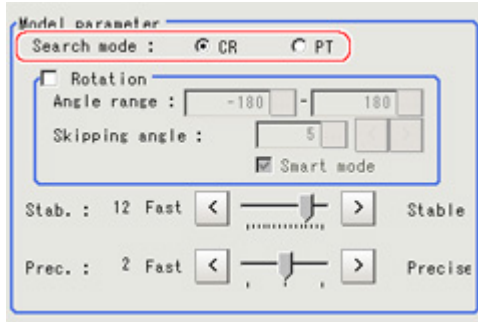 Model parameter
Search mode : CR PT
Rotation
Angle range : -180 - 180
Skipping angle : 5 < >
Smart mode
Stab. : 12 Fast < > Stable
Prec. : 2 Fast < > Precise